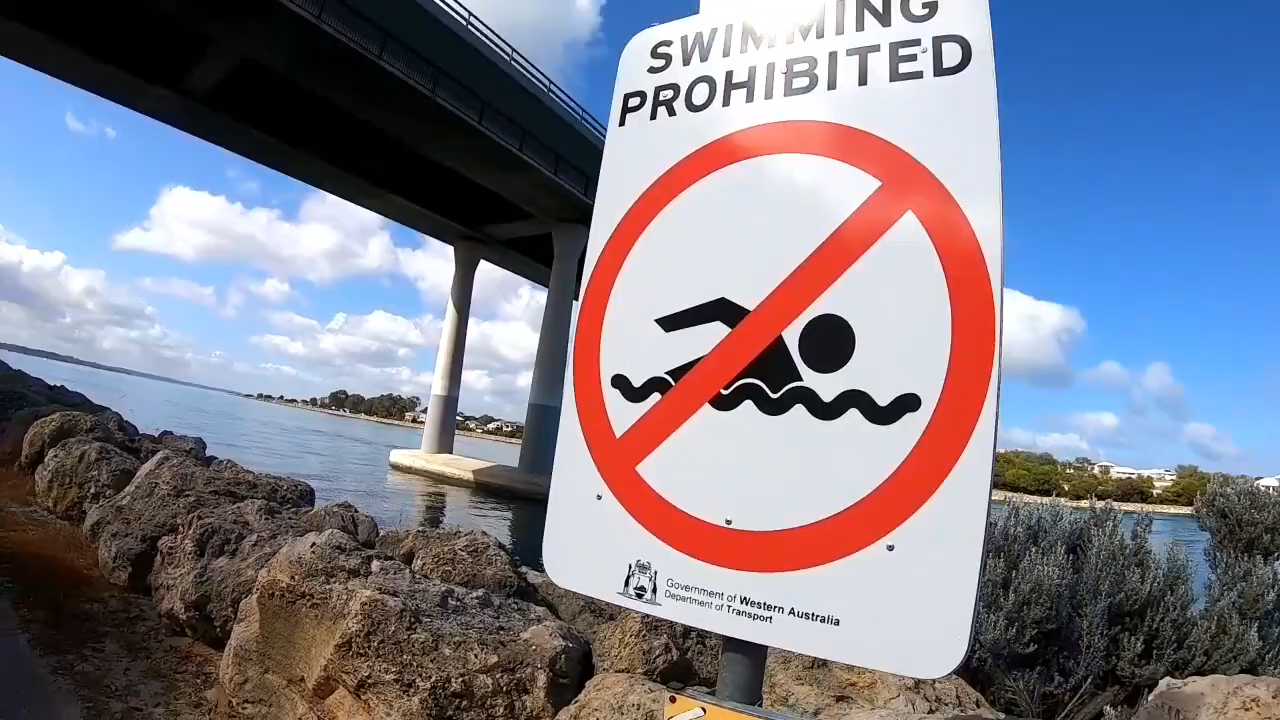 SWIMMING
PROHIBITED
Government of Western Australia
Department of Transport